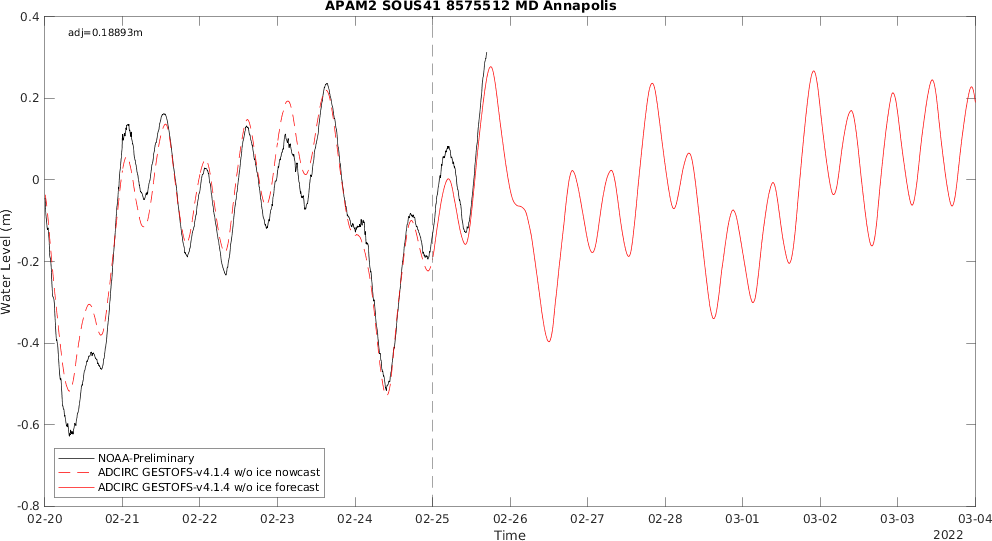 APAM2 SOUS41 8575512 MD Annapolis
adj=0.18893m
0.4
0.2
0
-0.2
-0.4
-0.6
-0.8
Water Level (m)
NOAA-Preliminary
ADCIRC GESTOFS-v4.1.4 w/o ice nowcast
ADCIRC GESTOFS-v4.1.4 w/o ice forecast
02-20 02-21 02-22 02-23 02-24 02-25 02-26 02-27 02-28 03-01 03-02 03-03 03-04
Time
2022